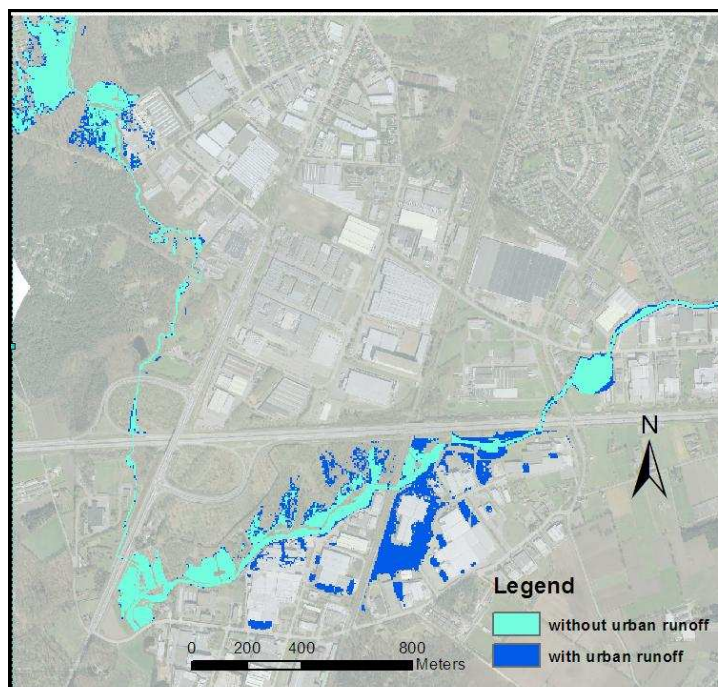 N
Legend
without urban runoff
with urban runoff
0 200 400 800
Meters